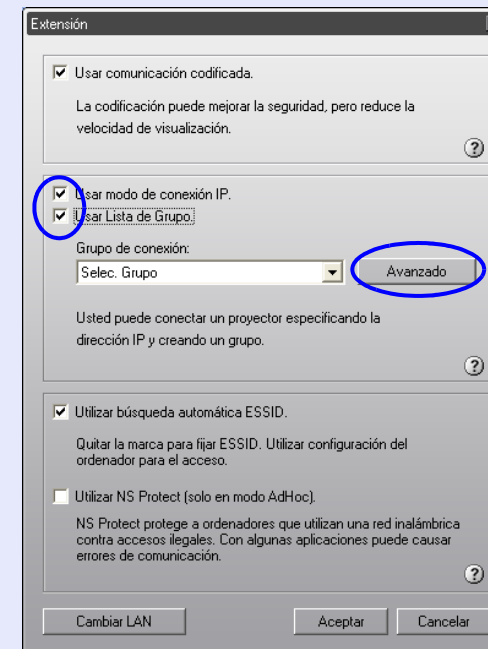 Extensión
Usar comunicación codificada.
La codificación puede mejorar la seguridad, pero reduce la
velocidad de visualización.
?
Usar modo de conexión IP.
Usar Lista de Grupo.
Grupo de conexión:
Selec. Grupo
Avanzado
Usted puede conectar un proyector especificando la
dirección IP y creando un grupo.
?
Utilizar búsqueda automática ESSID.
Quitar la marca para fijar ESSID. Utilizar configuración del
ordenador para el acceso.
Utilizar NS Protect (solo en modo AdHoc).
NS Protect protege a ordenadores que utilizan una red inalámbrica
contra accesos ilegales. Con algunas aplicaciones puede causar
errores de comunicación.
?
Cambiar LAN
Aceptar
Cancelar